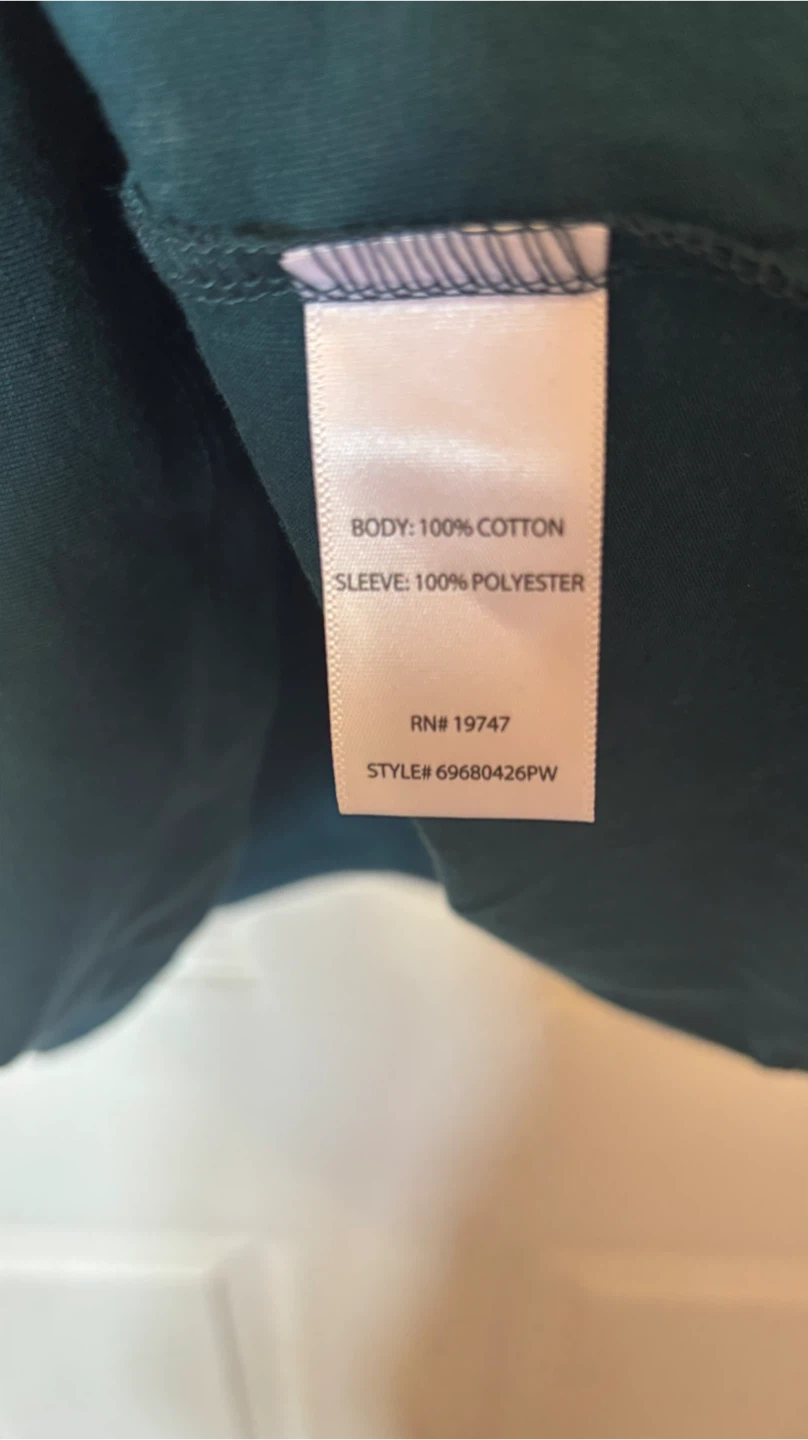 BODY: 100% COTTON
SLEEVE: 100% POLYESTER
RN# 19747
STYLE# 69680426PW